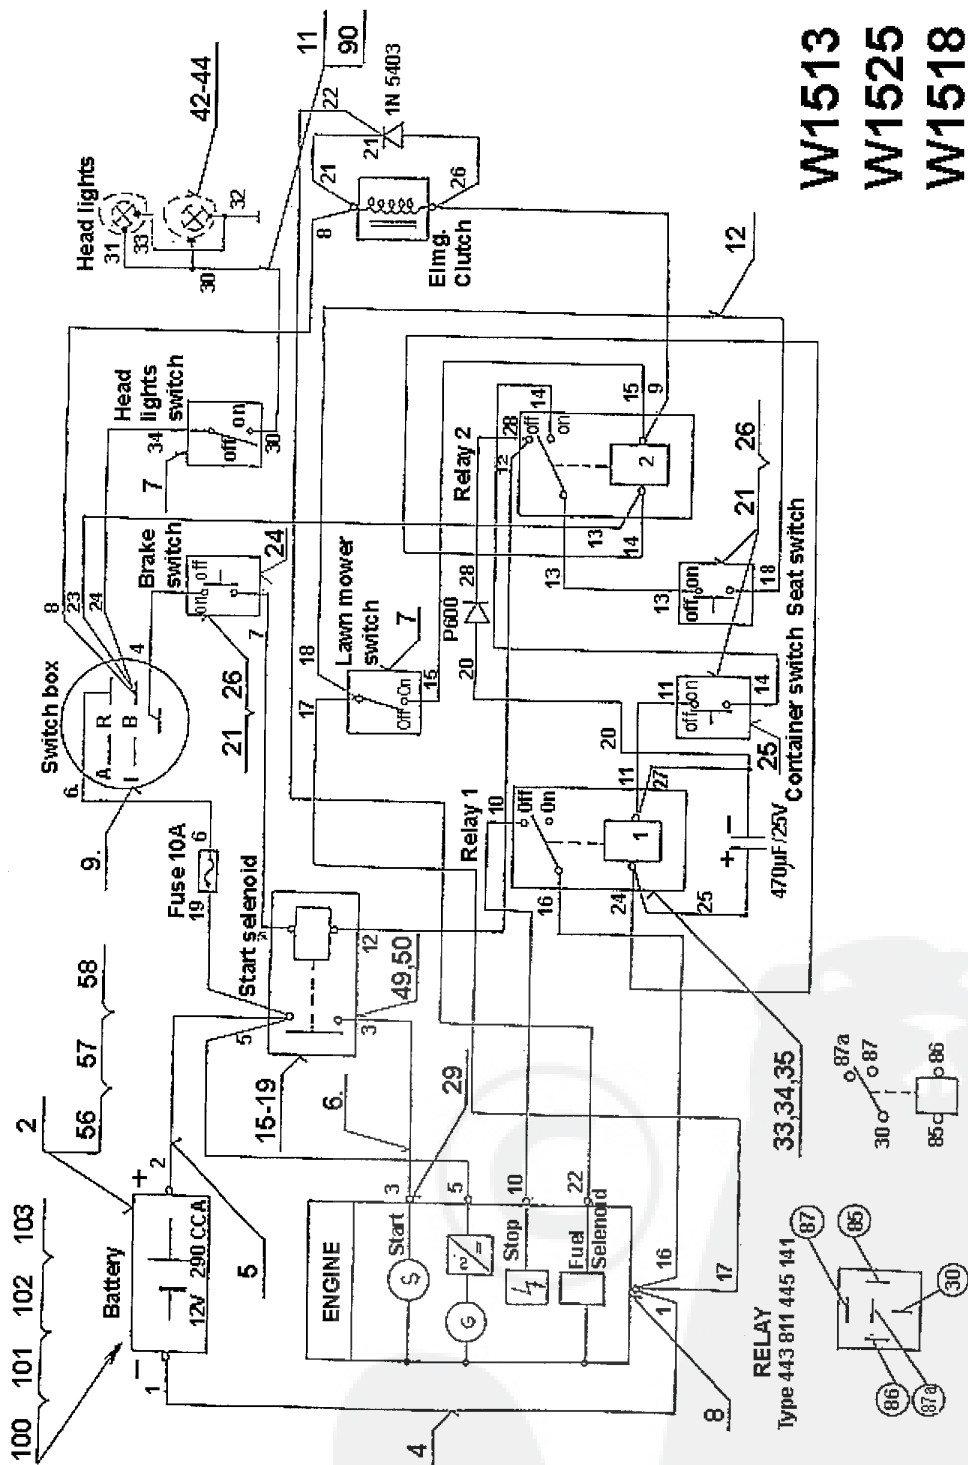 100 101 102 103
2
56 57 58
Battery
12V 290 CCA
- +
1
2
5
4
9.
Switch box
A R
I B
6.
8
23
24
4
Fuse 10A
19
6
Brake
switch
on
off
24
7
21 26
Head
lights
switch
34
off
on
30
7
Head lights
31
33
30
32
42-44
11
90
22
21
1N 5403
21
26
8
Elmg.
Clutch
Start selenoid
5
12
3
49,50
15-19
6.
29
ENGINE
Start
3
S
5
G
Stop
10
Fuel
Selenoid
22
1
16
17
8
Lawn mower
switch
18
17
Off
On
15
7
P600
28
20
Relay 2
28
12
14
off
on
2
15
9
13
14
12
Relay 1
10
Off
On
1
16
11
27
24
25
20
+ -
470µF/25V
Container switch
11
off
on
14
25
Seat switch
13
13
off
on
18
21 26
33,34,35
RELAY
Type 443 811 445 141
87
85
30
86
87a
87a
87
30
85
86
W1513
W1525
W1518